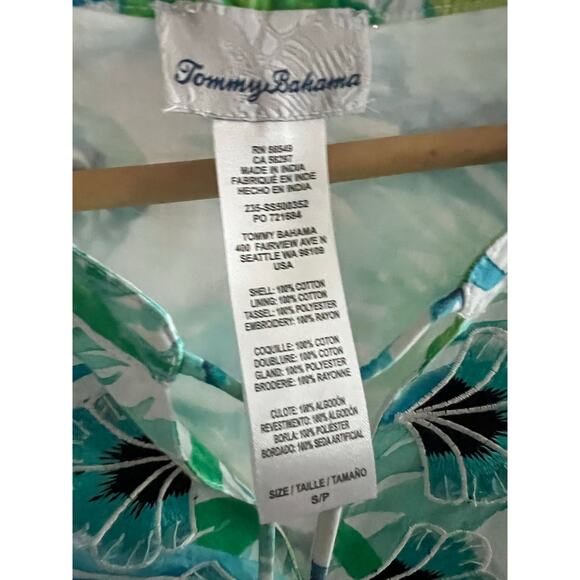 Tommy Bahama
RN 98549
CA 56297
MADE IN INDIA
FABRIQUÉ EN INDE
HECHO EN INDIA
235-SS500352
PO 721684
TOMMY BAHAMA
400 FAIRVIEW AVE N
SEATTLE WA 98109
USA
SHELL: 100% COTTON
LINING: 100% COTTON
TASSEL: 100% POLYESTER
EMBROIDERY: 100% RAYON
COQUILLE: 100% COTON
DOUBLURE: 100% COTON
GLAND: 100% POLYESTER
BRODERIE: 100% RAYONNE
CULOTE: 100% ALGODÓN
REVESTIMENTO: 100% ALGODÓN
BORLA: 100% POLIÉSTER
BORDADO: 100% SEDA ARTIFICIAL
SIZE / TAILLE / TAMAÑO
S/P